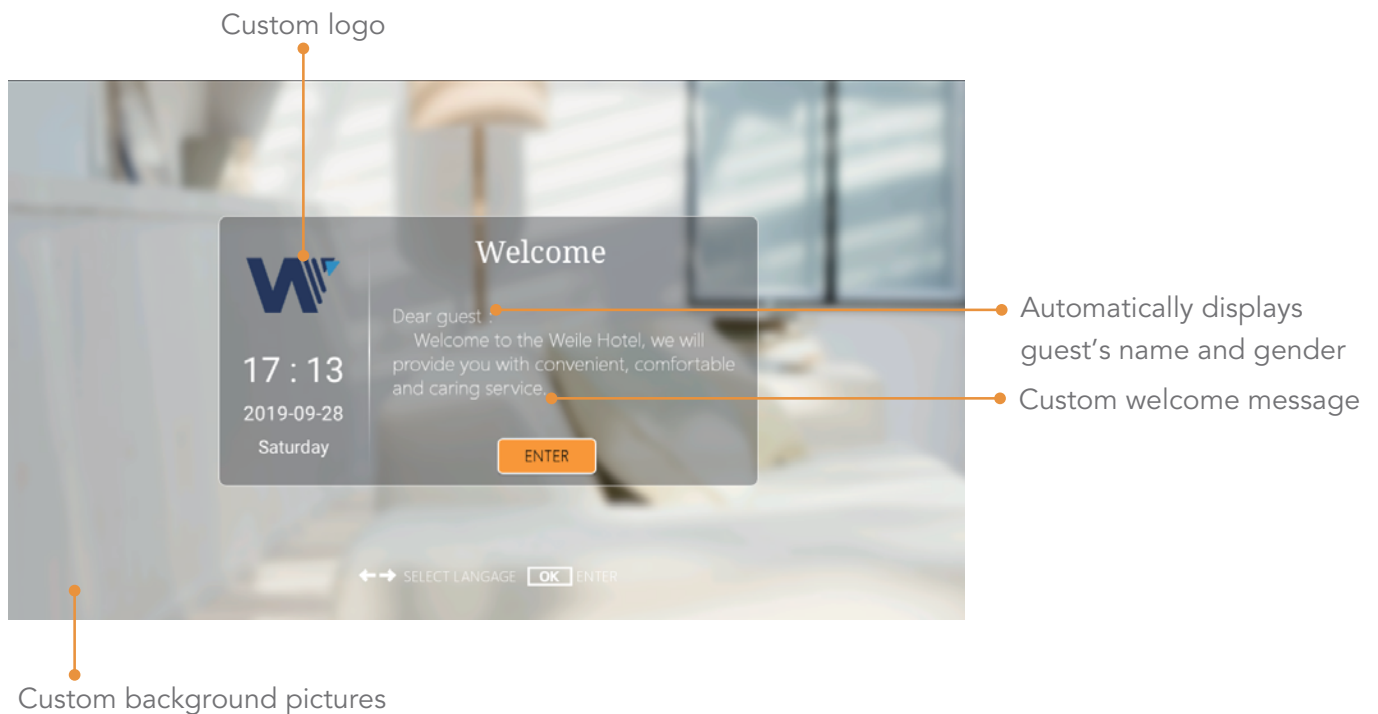 Custom logo
Welcome
Dear guest :
Welcome to the Weile Hotel, we will
provide you with convenient, comfortable
and caring service.
17 : 13
2019-09-28
Saturday
ENTER
SELECT LANGAGE OK ENTER
Automatically displays
guest's name and gender
Custom welcome message
Custom background pictures